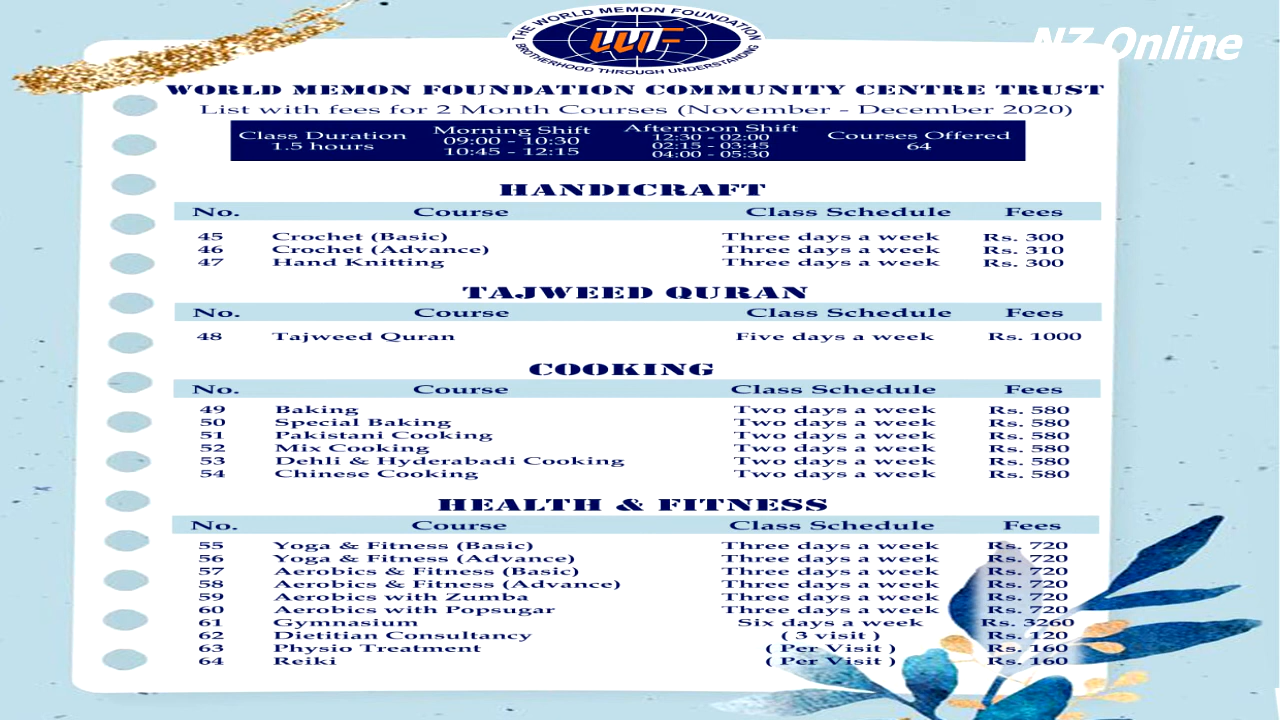 THE WORLD MEMON FOUNDATION
WMF
BROTHERHOOD THROUGH UNDERSTANDING
NZ Online
WORLD MEMON FOUNDATION COMMUNITY CENTRE TRUST
List with fees for 2 Month Courses (November - December 2020)
Class Duration Morning Shift Afternoon Shift Courses Offered
1.5 hours 09:00 - 10:30 12:30 - 02:00 64
10:45 - 12:15 02:15 - 03:45
04:00 - 05:30
HANDICRAFT
No. Course Class Schedule Fees
45 Crochet (Basic) Three days a week Rs. 300
46 Crochet (Advance) Three days a week Rs. 310
47 Hand Knitting Three days a week Rs. 300
TAJWEED QURAN
No. Course Class Schedule Fees
48 Tajweed Quran Five days a week Rs. 1000
COOKING
No. Course Class Schedule Fees
49 Baking Two days a week Rs. 580
50 Special Baking Two days a week Rs. 580
51 Pakistani Cooking Two days a week Rs. 580
52 Mix Cooking Two days a week Rs. 580
53 Dehli & Hyderabadi Cooking Two days a week Rs. 580
54 Chinese Cooking Two days a week Rs. 580
HEALTH & FITNESS
No. Course Class Schedule Fees
55 Yoga & Fitness (Basic) Three days a week Rs. 720
56 Yoga & Fitness (Advance) Three days a week Rs. 720
57 Aerobics & Fitness (Basic) Three days a week Rs. 720
58 Aerobics & Fitness (Advance) Three days a week Rs. 720
59 Aerobics with Zumba Three days a week Rs. 720
60 Aerobics with Popsugar Three days a week Rs. 720
61 Gymnasium Six days a week Rs. 3260
62 Dietitian Consultancy ( 3 visit ) Rs. 120
63 Physio Treatment ( Per Visit ) Rs. 160
64 Reiki ( Per Visit ) Rs. 160